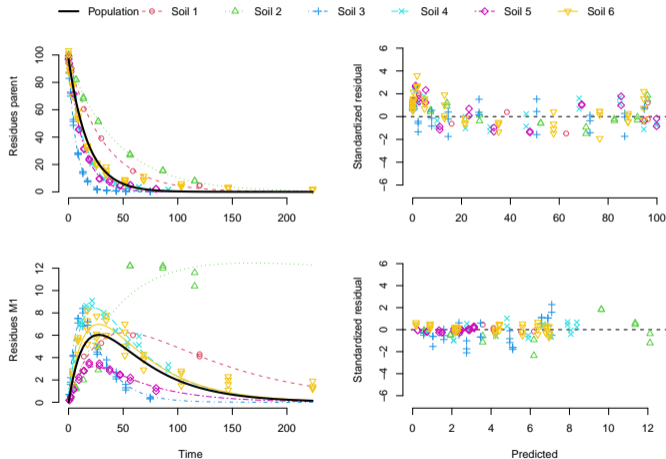 Population Soil 1 Soil 2 Soil 3 Soil 4 Soil 5 Soil 6
Residues parent
100
80
60
40
20
0
0 50 100 150 200
Standardized residual
6
4
2
0
−2
−4
−6
0 20 40 60 80 100
Residues M1
12
10
8
6
4
2
0
0 50 100 150 200
Time
Standardized residual
6
4
2
0
−2
−4
−6
0 2 4 6 8 10 12
Predicted